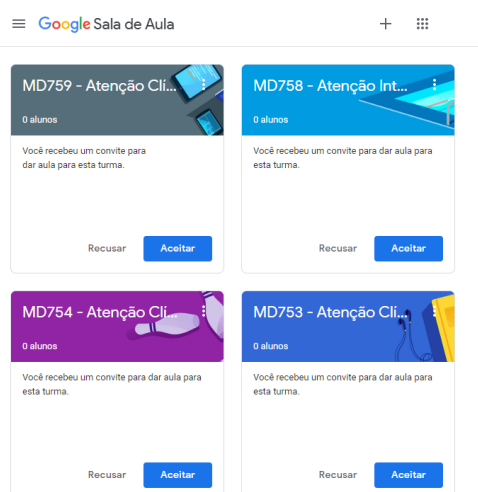 Google Sala de Aula
MD759 - Atenção Clí...
0 alunos
Você recebeu um convite para
dar aula para esta turma.
Recusar Aceitar
MD758 - Atenção Int...
0 alunos
Você recebeu um convite para dar aula para
esta turma.
Recusar Aceitar
MD754 - Atenção Clí...
0 alunos
Você recebeu um convite para dar aula para
esta turma.
Recusar Aceitar
MD753 - Atenção Clí...
0 alunos
Você recebeu um convite para dar aula para
esta turma.
Recusar Aceitar